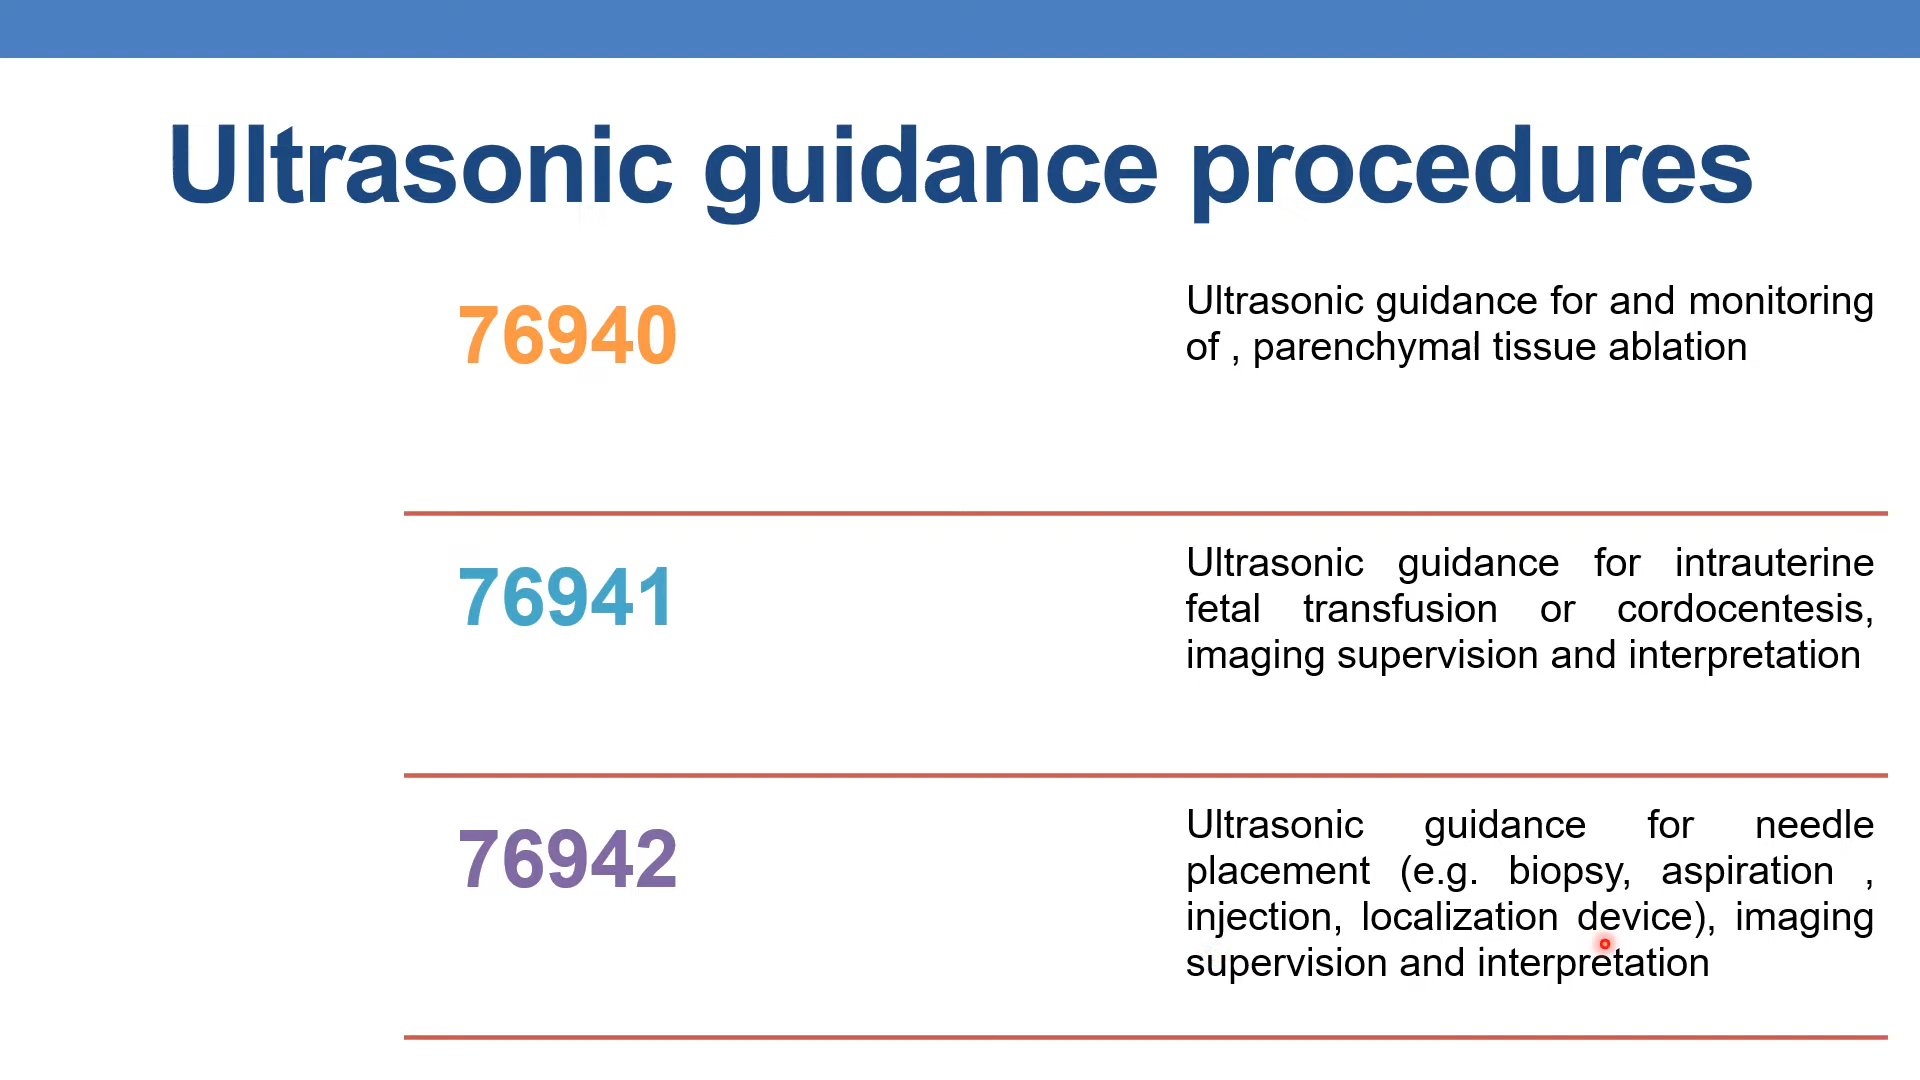 Ultrasonic guidance procedures
76940
Ultrasonic guidance for and monitoring
of , parenchymal tissue ablation
76941
Ultrasonic guidance for intrauterine
fetal transfusion or cordocentesis,
imaging supervision and interpretation
76942
Ultrasonic guidance for needle
placement (e.g. biopsy, aspiration ,
injection, localization device), imaging
supervision and interpretation